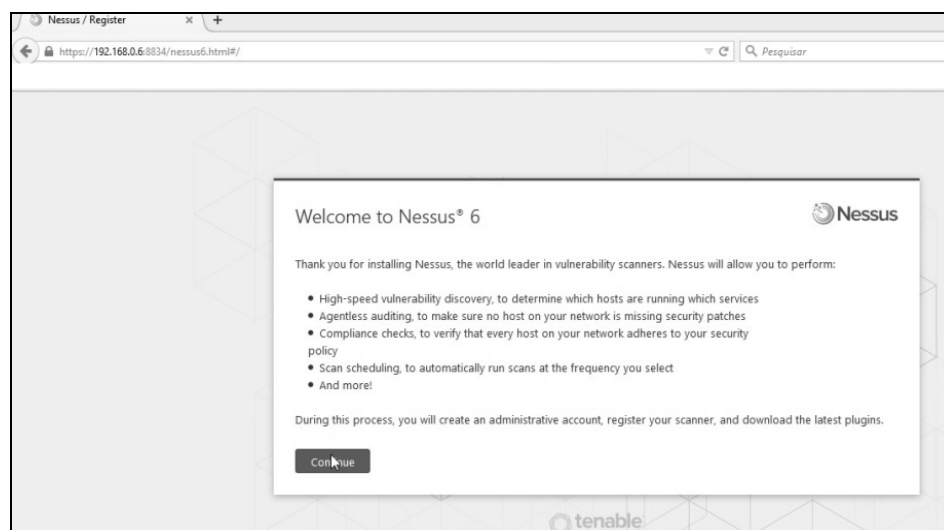 Nessus / Register × +
https://192.168.0.6:8834/nessus6.html#/ Pesquisar
Welcome to Nessus® 6 Nessus
Thank you for installing Nessus, the world leader in vulnerability scanners. Nessus will allow you to perform:
• High-speed vulnerability discovery, to determine which hosts are running which services
• Agentless auditing, to make sure no host on your network is missing security patches
• Compliance checks, to verify that every host on your network adheres to your security
policy
• Scan scheduling, to automatically run scans at the frequency you select
• And more!
During this process, you will create an administrative account, register your scanner, and download the latest plugins.
Continue
tenable